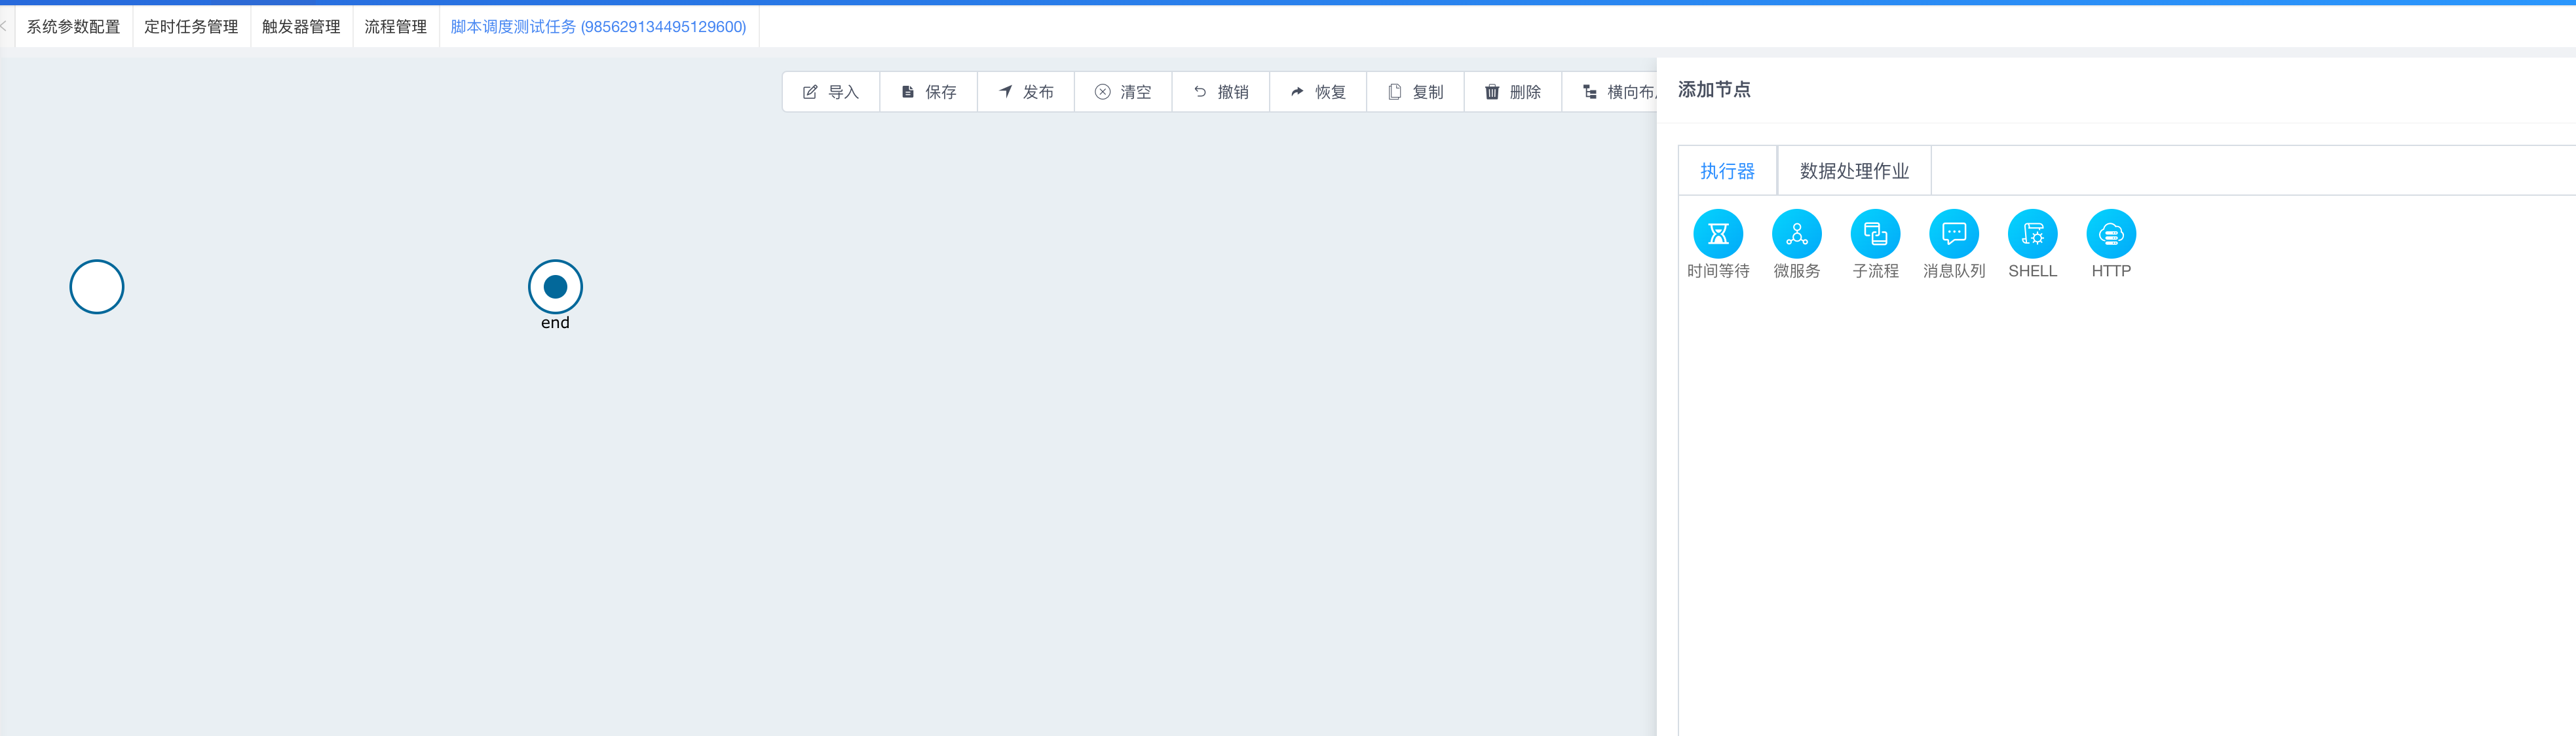 系统参数配置 定时任务管理 触发器管理 流程管理 脚本调度测试任务 (985629134495129600)
导入 保存 发布 清空 撤销 恢复 复制 删除 横向布
添加节点
执行器 数据处理作业
时间等待 微服务 子流程 消息队列 SHELL HTTP
end